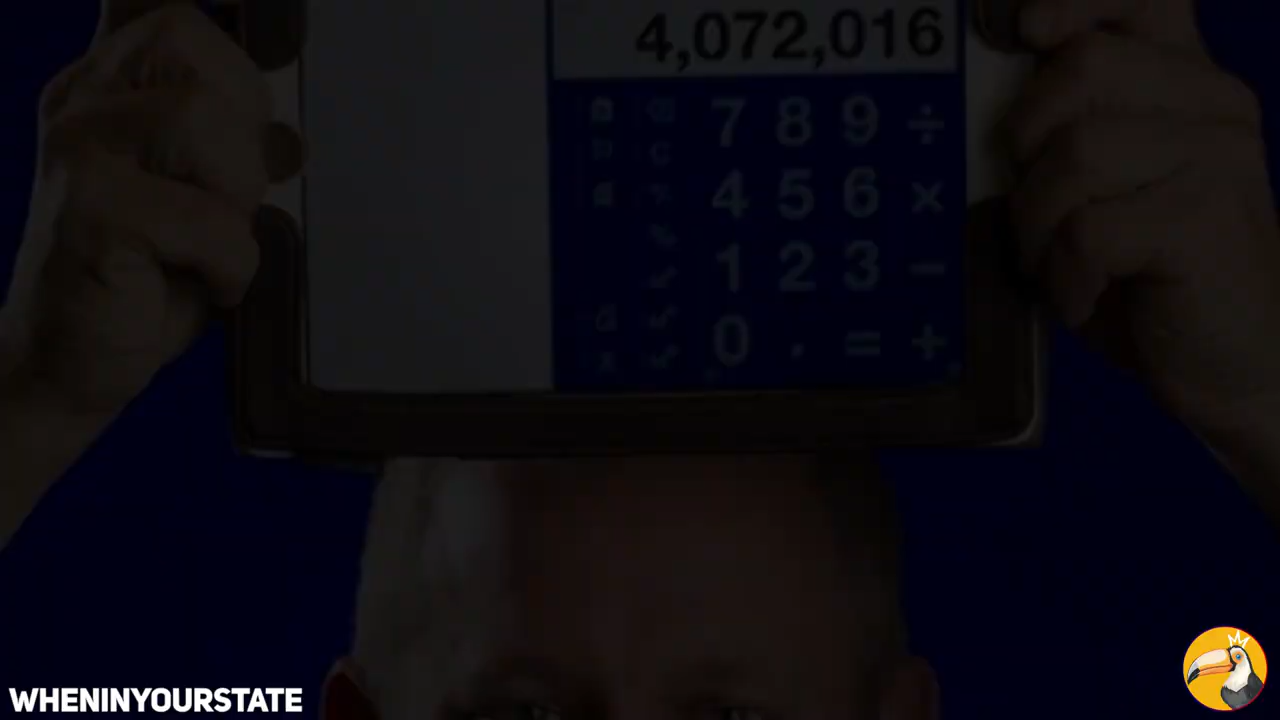 4,072,016
7 8 9 ÷
C
4 5 6 ×
1 2 3 −
0 . = +
WHENINYOURSTATE